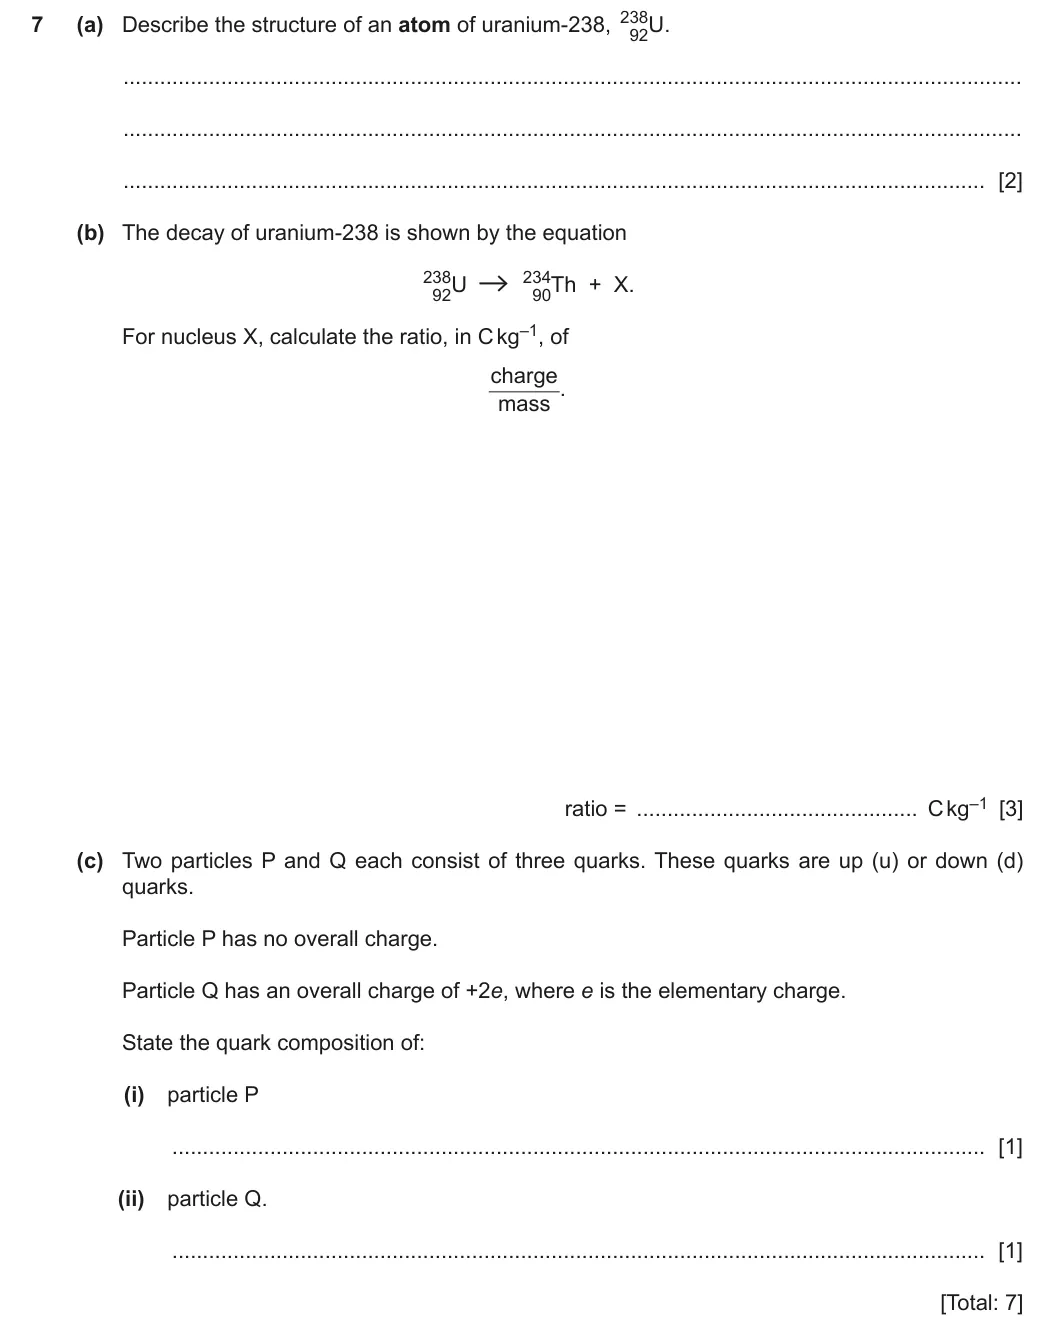 7 (a) Describe the structure of an atom of uranium-238, ²³⁸₉₂U.
........................................................................
........................................................................
........................................................................ [2]
(b) The decay of uranium-238 is shown by the equation
²³⁸₉₂U → ²³⁴₉₀Th + X.
For nucleus X, calculate the ratio, in C kg⁻¹, of
charge
mass.
ratio = .............................................. C kg⁻¹ [3]
(c) Two particles P and Q each consist of three quarks. These quarks are up (u) or down (d)
quarks.
Particle P has no overall charge.
Particle Q has an overall charge of +2e, where e is the elementary charge.
State the quark composition of:
(i) particle P
........................................................................ [1]
(ii) particle Q.
........................................................................ [1]
[Total: 7]